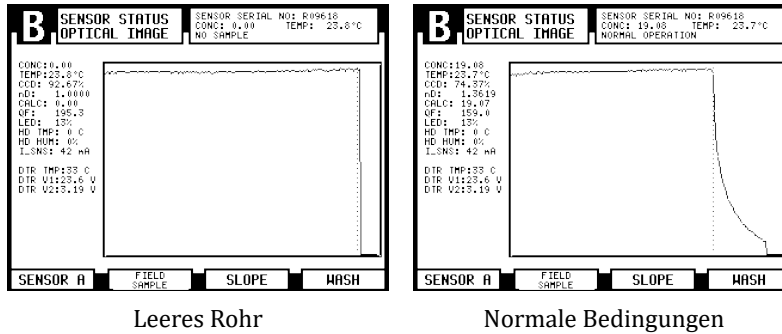 B SENSOR STATUS
OPTICAL IMAGE
SENSOR SERIAL NO: R09618
CONC: 0.00 TEMP: 23.8°C
NO SAMPLE
CONC:0.00
TEMP:23.8°C
CCD: 92.67%
nD: 1.0000
CALC: 0.00
QF: 195.3
LED: 13%
HD TMP: 0 C
HD HUM: 0%
I_SNS: 42 mA
DTR TMP:33 C
DTR V1:23.6 V
DTR V2:3.19 V
SENSOR A
FIELD
SAMPLE
SLOPE
WASH
Leeres Rohr
B SENSOR STATUS
OPTICAL IMAGE
SENSOR SERIAL NO: R09618
CONC: 19.08 TEMP: 23.7°C
NORMAL OPERATION
CONC:19.08
TEMP:23.7°C
CCD: 74.37%
nD: 1.3619
CALC: 19.07
QF: 159.0
LED: 13%
HD TMP: 0 C
HD HUM: 0%
I_SNS: 42 mA
DTR TMP:33 C
DTR V1:23.6 V
DTR V2:3.19 V
SENSOR A
FIELD
SAMPLE
SLOPE
WASH
Normale Bedingungen